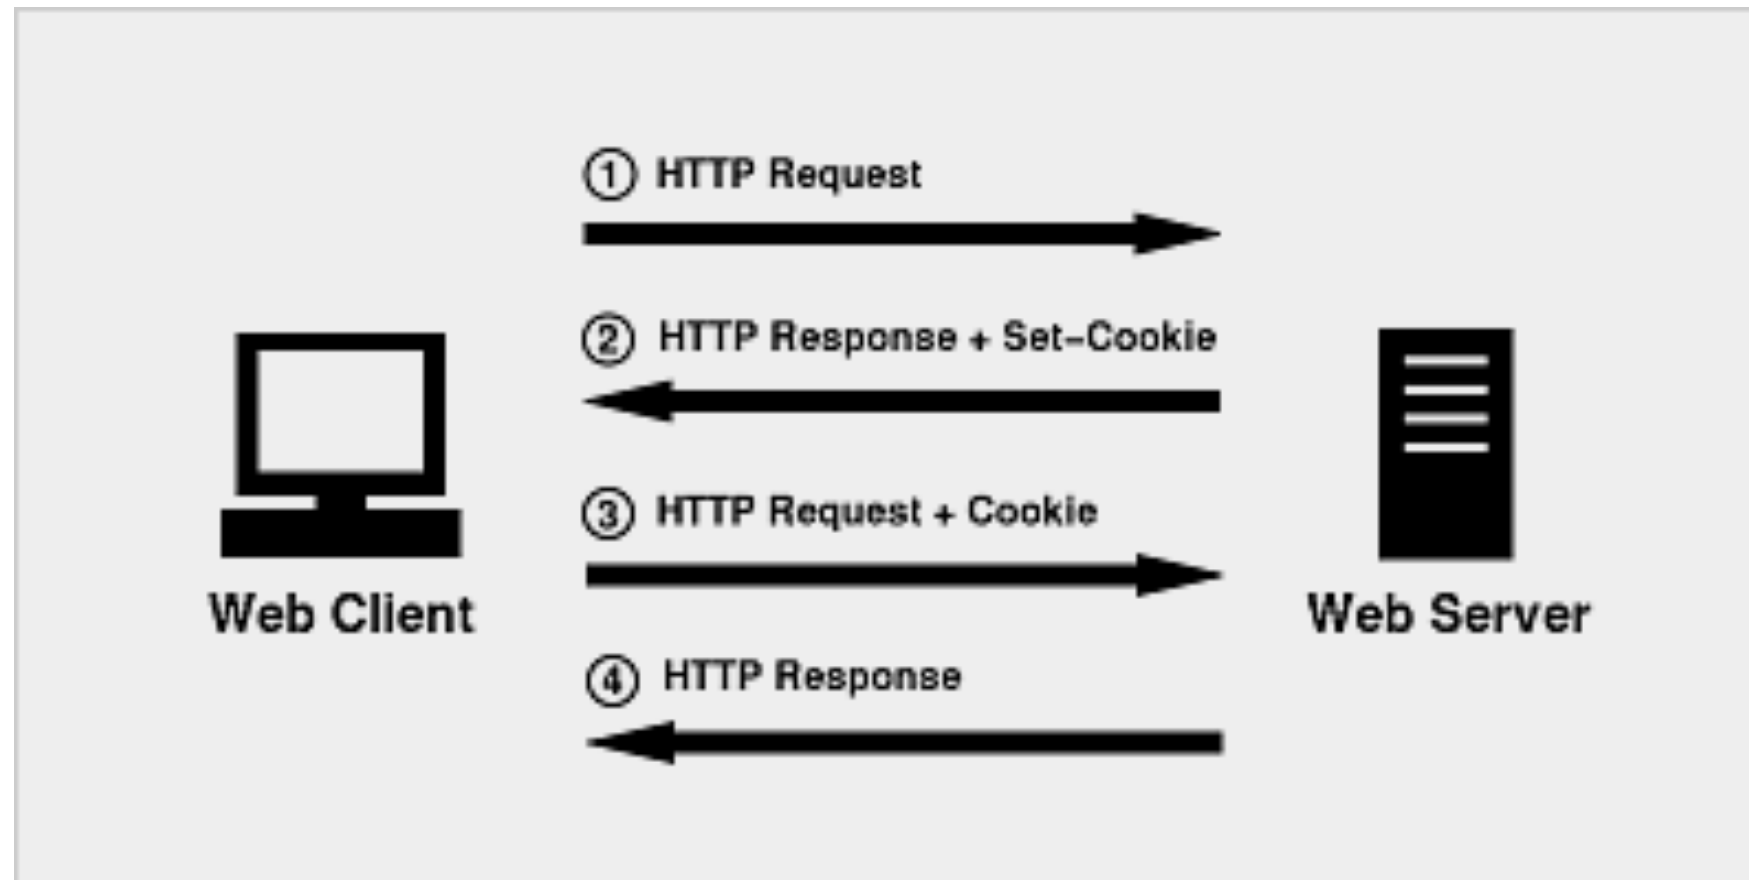 ① HTTP Request
② HTTP Response + Set-Cookie
③ HTTP Request + Cookie
④ HTTP Response
Web Client
Web Server